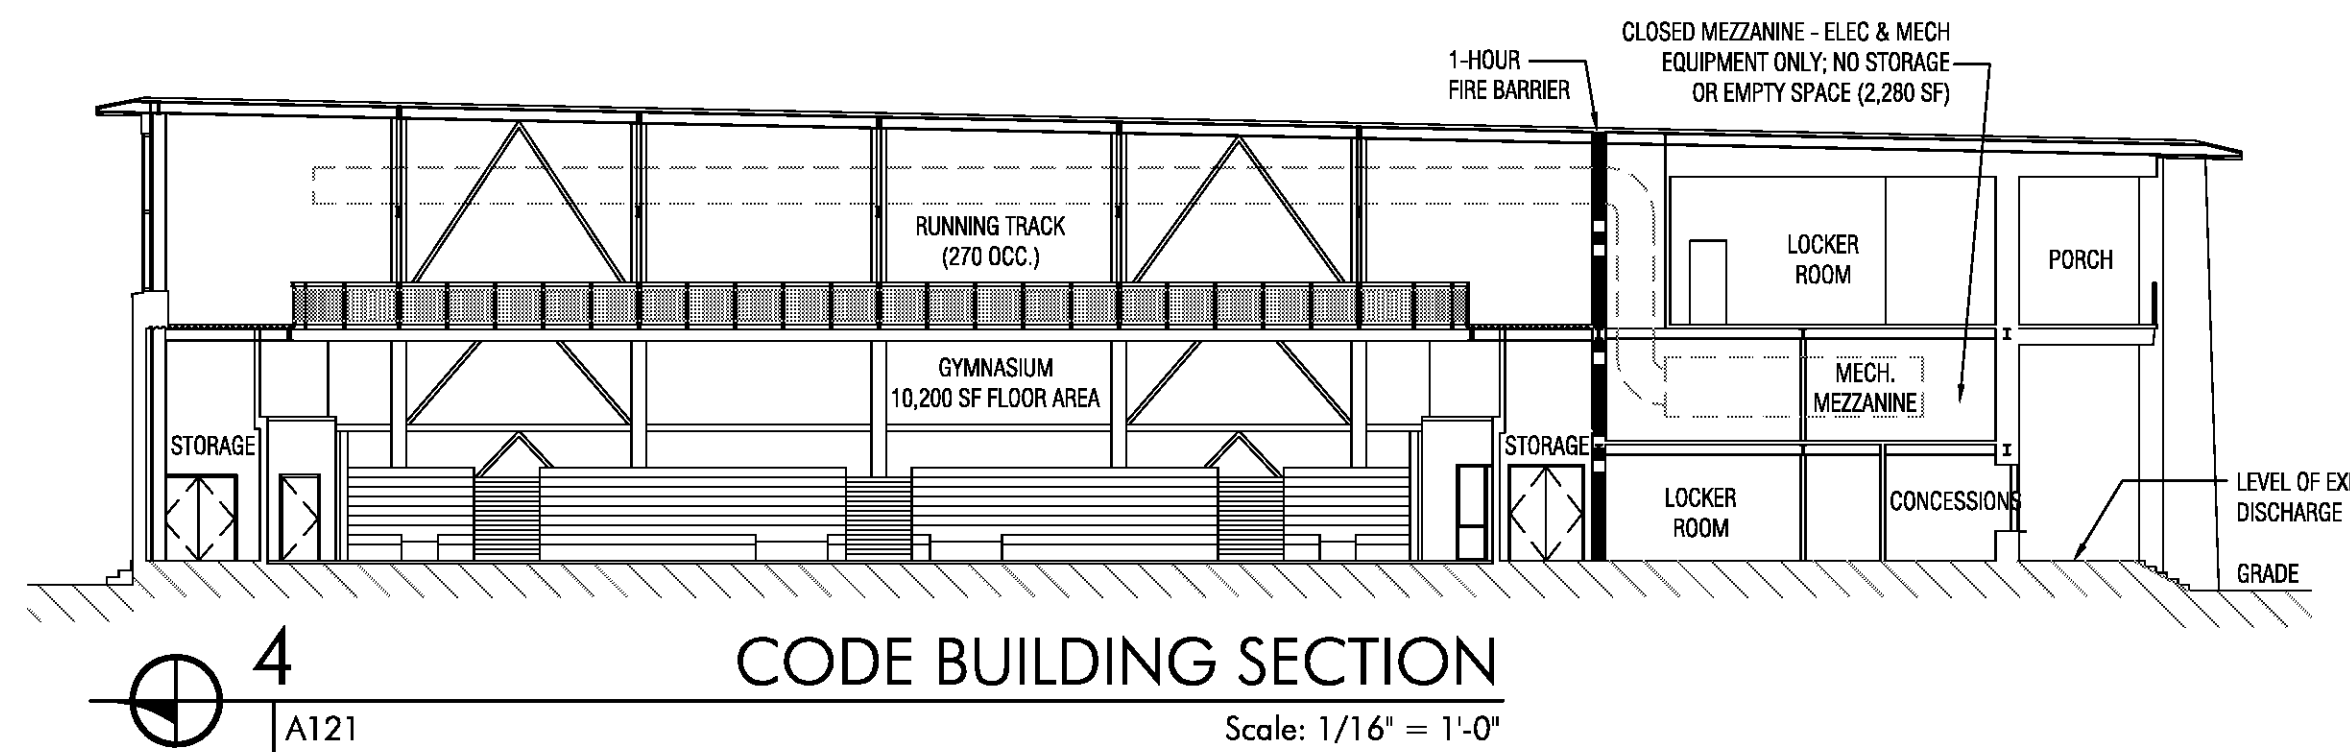 CLOSED MEZZANINE - ELEC & MECH
EQUIPMENT ONLY; NO STORAGE
OR EMPTY SPACE (2,280 SF)
1-HOUR
FIRE BARRIER
RUNNING TRACK
(270 OCC.)
LOCKER
ROOM
PORCH
GYMNASIUM
10,200 SF FLOOR AREA
MECH.
MEZZANINE
STORAGE
STORAGE
LOCKER
ROOM
CONCESSIONS
LEVEL OF EXI
DISCHARGE
GRADE
4
CODE BUILDING SECTION
A121
Scale: 1/16" = 1'-0"